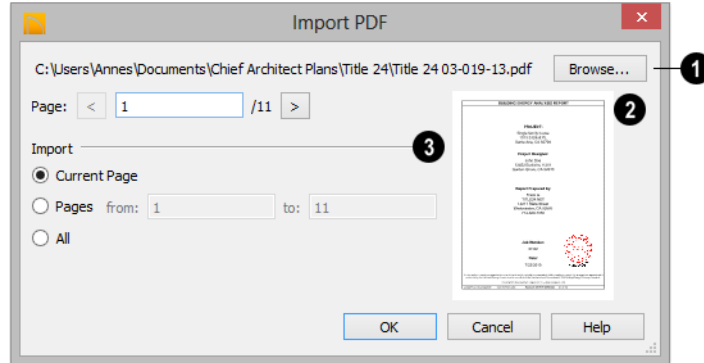 Import PDF
×
C:\Users\Annes\Documents\Chief Architect Plans\Title 24\Title 24 03-019-13.pdf Browse... 1
Page: < 1 /11 >
2
BUILDING ENERGY ANALYSIS REPORT
PROJECT:
Project Designer:
Report Prepared by:
Job Number:
Date:
Import 3
Current Page
Pages from: 1 to: 11
All
OK Cancel Help